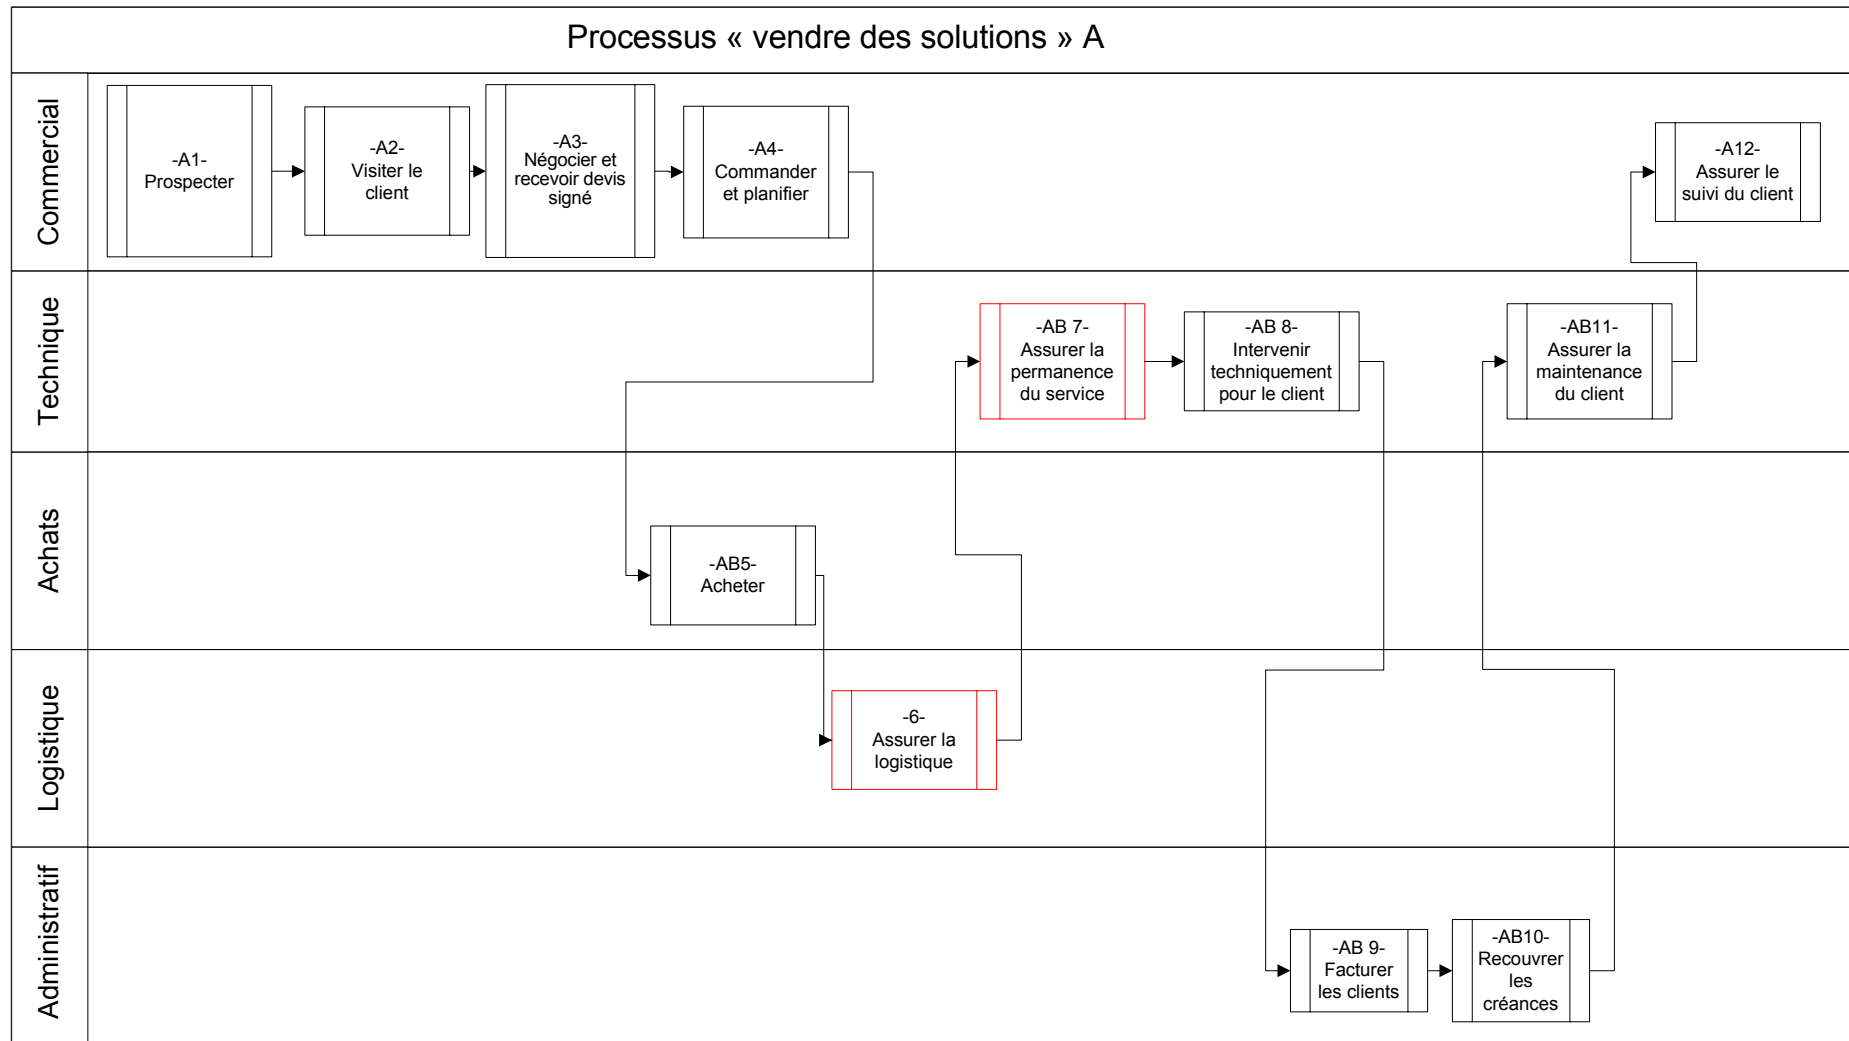 Processus « vendre des solutions » A
Commercial
-A1-
Prospecter
-A2-
Visiter le
client
-A3-
Négocier et
recevoir devis
signé
-A4-
Commander
et planifier
-A12-
Assurer le
suivi du client
Technique
-AB 7-
Assurer la
permanence
du service
-AB 8-
Intervenir
techniquement
pour le client
-AB11-
Assurer la
maintenance
du client
Achats
-AB5-
Acheter
Logistique
-6-
Assurer la
logistique
Administratif
-AB 9-
Facturer
les clients
-AB10-
Recouvrer
les
créances